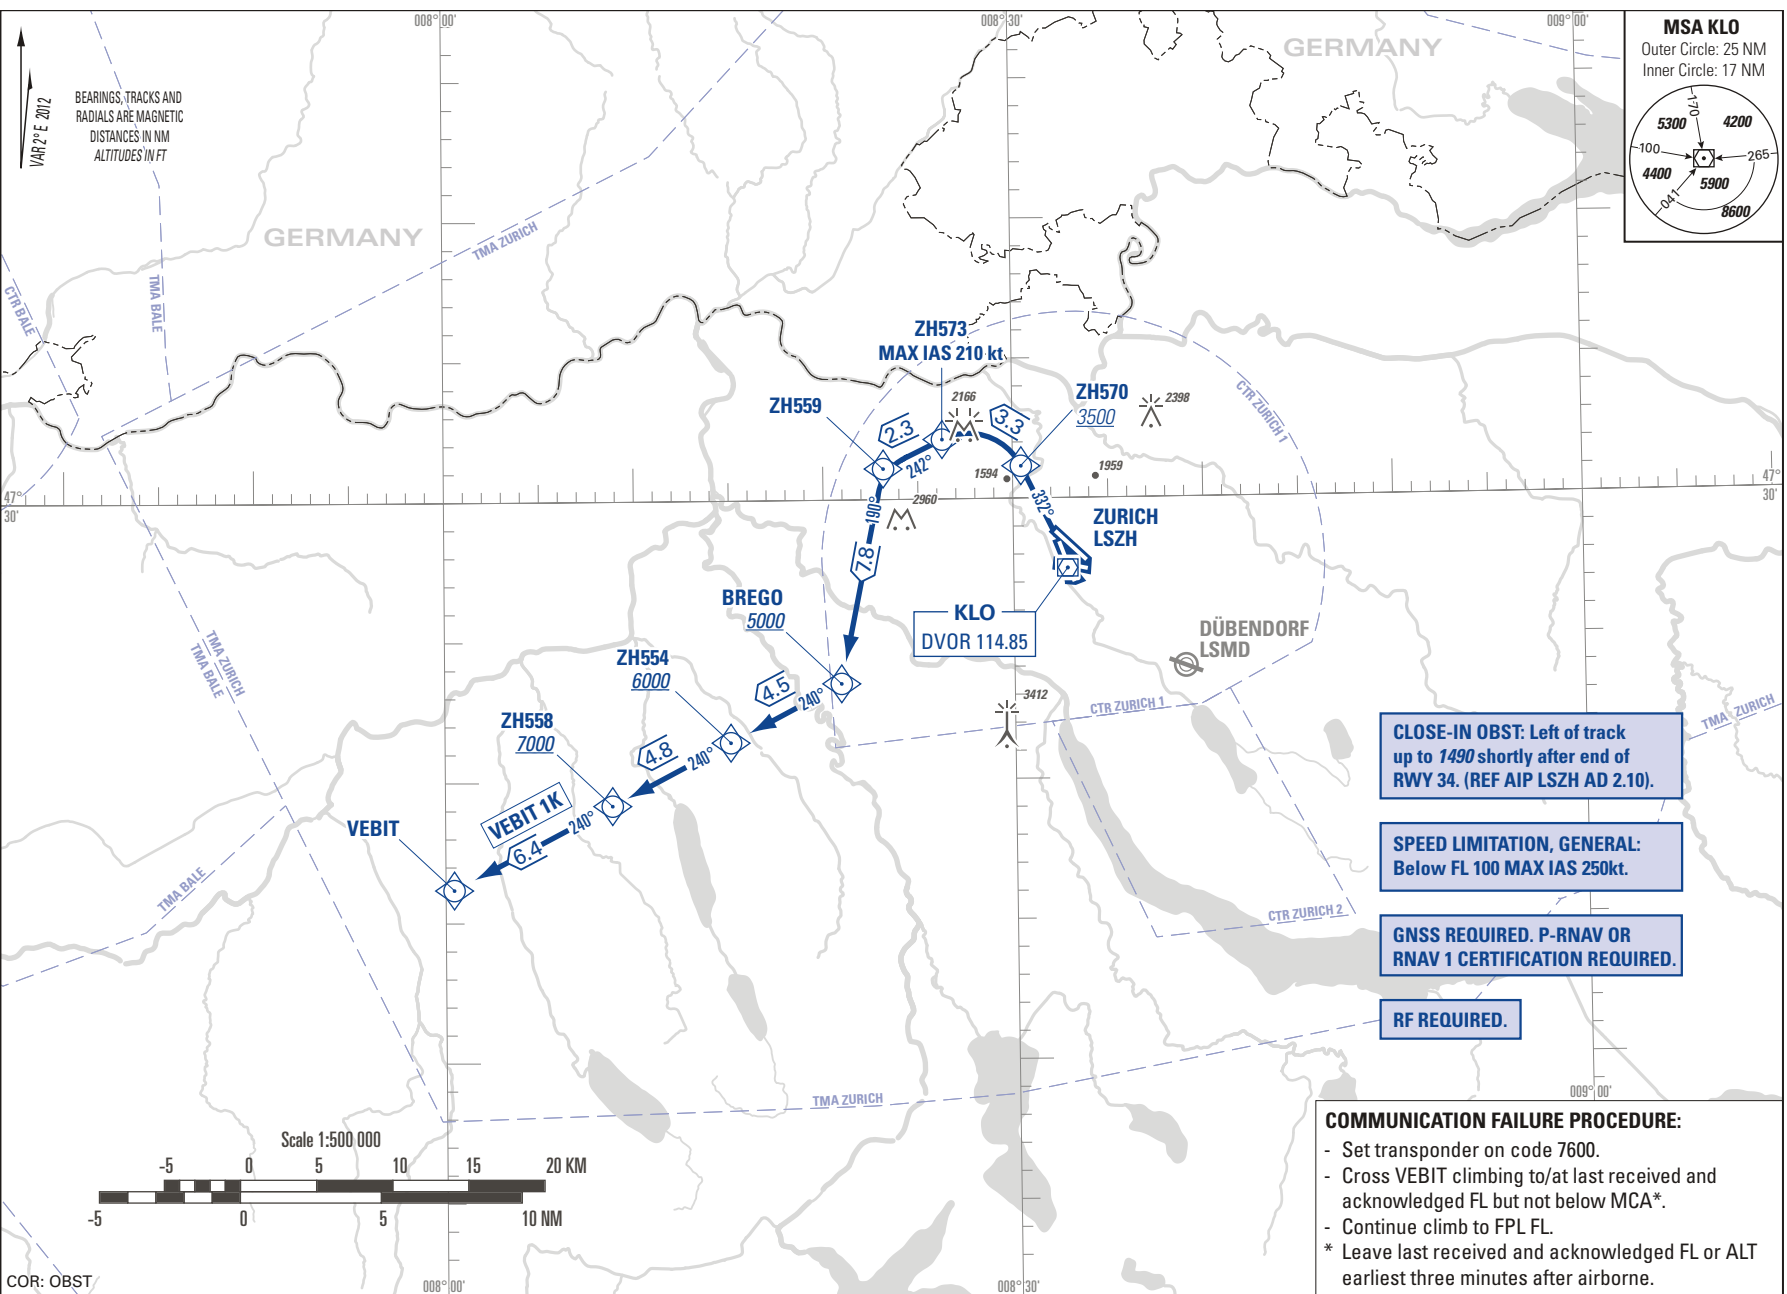 008° 00'
008° 30'
009° 00'
VAR 2° E 2012
BEARINGS, TRACKS AND
RADIALS ARE MAGNETIC
DISTANCES IN NM
ALTITUDES IN FT
GERMANY
GERMANY
MSA KLO
Outer Circle: 25 NM
Inner Circle: 17 NM
170
5300
4200
100
265
4400
5900
041
8600
CTR BALE
TMA BALE
TMA ZURICH
ZH573
MAX IAS 210 kt
ZH559
2.3
242°
2166
3.3
ZH570
3500
2398
CTR ZURICH 1
1594
1959
47°
30'
47°
30'
190°
2960
332°
ZURICH
LSZH
7.8
BREGO
5000
KLO
DVOR 114.85
DÜBENDORF
LSMD
TMA ZURICH
TMA BALE
ZH554
6000
4.5
240°
3412
CTR ZURICH 1
TMA ZURICH
ZH558
7000
4.8
240°
CLOSE-IN OBST: Left of track
up to 1490 shortly after end of
RWY 34. (REF AIP LSZH AD 2.10).
VEBIT
VEBIT 1K
240°
6.4
SPEED LIMITATION, GENERAL:
Below FL 100 MAX IAS 250kt.
TMA BALE
CTR ZURICH 2
GNSS REQUIRED. P-RNAV OR
RNAV 1 CERTIFICATION REQUIRED.
RF REQUIRED.
TMA ZURICH
009° 00'
Scale 1:500 000
-5 0 5 10 15 20 KM
-5 0 5 10 NM
COMMUNICATION FAILURE PROCEDURE:
- Set transponder on code 7600.
- Cross VEBIT climbing to/at last received and
acknowledged FL but not below MCA*.
- Continue climb to FPL FL.
* Leave last received and acknowledged FL or ALT
earliest three minutes after airborne.
COR: OBST
008° 00'
008° 30'